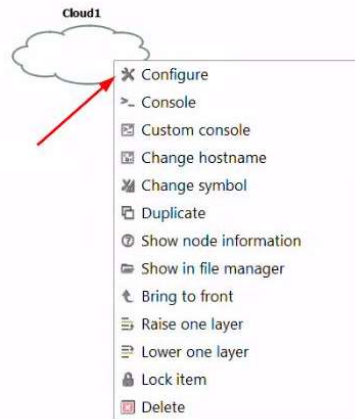 Cloud1
Configure
Console
Custom console
Change hostname
Change symbol
Duplicate
Show node information
Show in file manager
Bring to front
Raise one layer
Lower one layer
Lock item
Delete